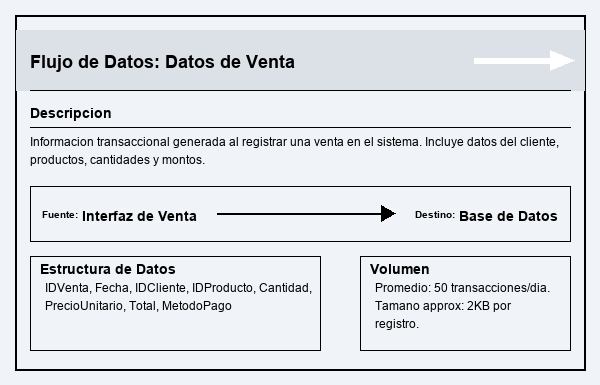 Flujo de Datos: Datos de Venta
Descripcion
Informacion transaccional generada al registrar una venta en el sistema. Incluye datos del cliente,
productos, cantidades y montos.
Fuente: Interfaz de Venta
Destino: Base de Datos
Estructura de Datos
IDVenta, Fecha, IDCliente, IDProducto, Cantidad,
PrecioUnitario, Total, MetodoPago
Volumen
Promedio: 50 transacciones/dia.
Tamano approx: 2KB por
registro.